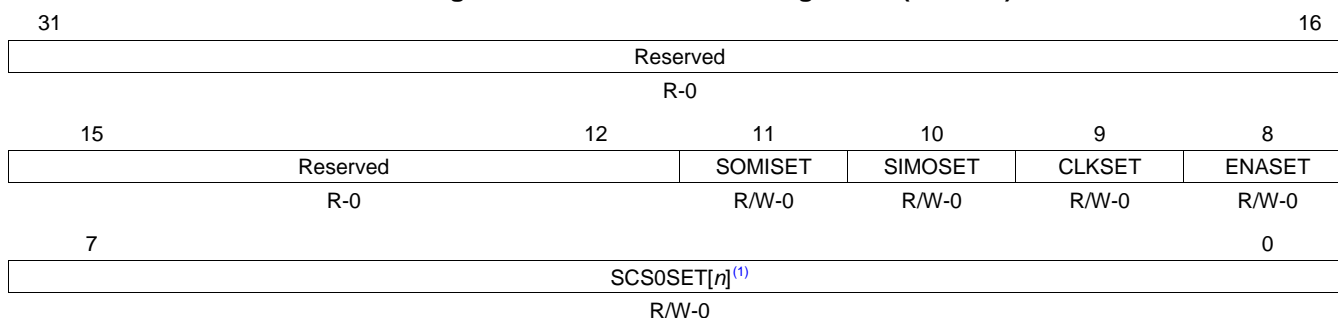 31 16
Reserved
R-0
15 12 11 10 9 8
Reserved SOMISET SIMOSET CLKSET ENASET
R-0 R/W-0 R/W-0 R/W-0 R/W-0
7 0
SCS0SET[n](1)
R/W-0